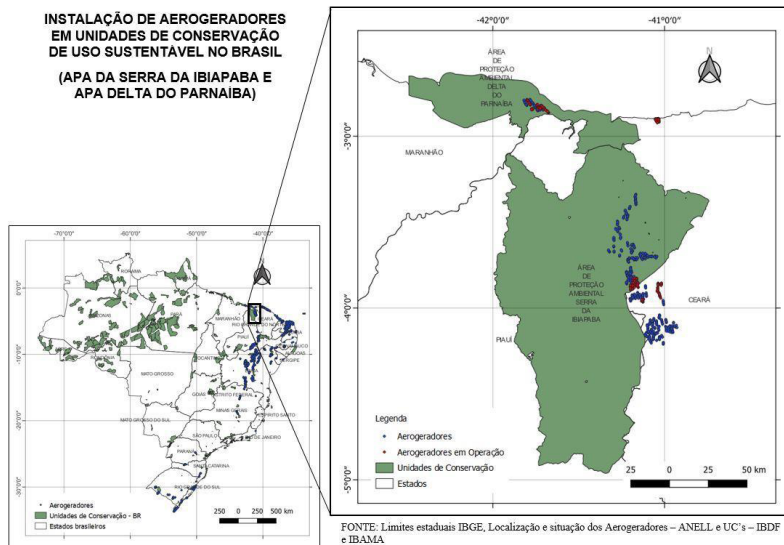 INSTALAÇÃO DE AEROGERADORES
EM UNIDADES DE CONSERVAÇÃO
DE USO SUSTENTÁVEL NO BRASIL
(APA DA SERRA DA IBIAPABA E
APA DELTA DO PARNAÍBA)
-42°0'0"
-41°0'0"
ÁREA
DE
PROTEÇÃO
AMBIENTAL
DELTA
DO
PARNAÍBA
N
-3°0'0"
MARANHÃO
ÁREA
DE
PROTEÇÃO
AMBIENTAL
SERRA
DA
IBIAPABA
CEARÁ
-4°0'0"
PIAUÍ
-5°0'0"
Legenda
Aerogeradores
Aerogeradores em Operação
Unidades de Conservação
Estados
25 0 25 50 km
-70°0'0" -60°0'0" -50°0'0" -40°0'0"
0°0'0"
-10°0'0"
-20°0'0"
-30°0'0"
RORAIMA
MARANHÃO
CEARÁ
PIAUÍ
MATO GROSSO
GOIÁS
DISTRITO FEDERAL
MINAS GERAIS
ESPÍRITO SANTO
MATO GROSSO DO SUL
SÃO PAULO
PARANÁ
SANTA CATARINA
RIO GRANDE DO SUL
Aerogeradores
Unidades de Conservação - BR
Estados brasileiros
250 0 250 500 km
FONTE: Limites estaduais IBGE, Localização e situação dos Aerogeradores – ANELL e UC's – IBDF
e IBAMA